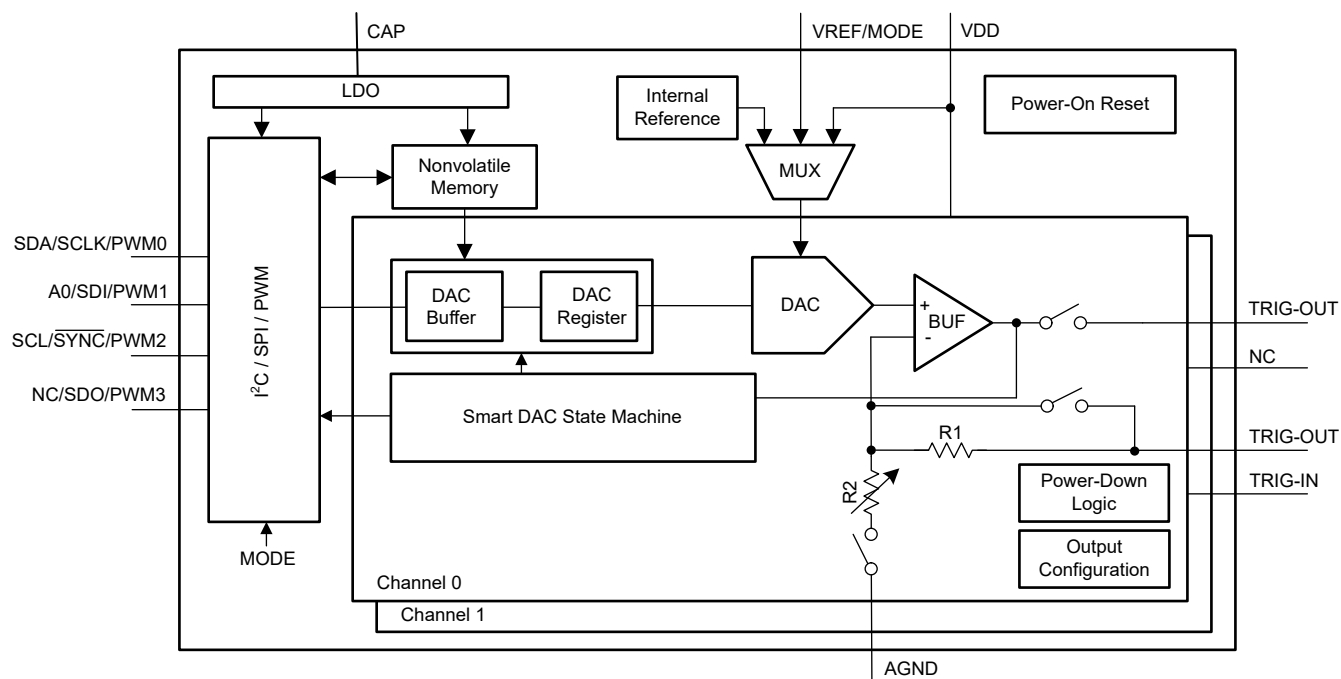 CAP
VREF/MODE
VDD
LDO
Internal
Reference
Power-On Reset
Nonvolatile
Memory
MUX
SDA/SCLK/PWM0
A0/SDI/PWM1
SCL/SYNC/PWM2
NC/SDO/PWM3
I²C / SPI / PWM
MODE
DAC
Buffer
DAC
Register
DAC
+
BUF
-
Smart DAC State Machine
R1
R2
TRIG-OUT
NC
TRIG-OUT
TRIG-IN
Power-Down
Logic
Output
Configuration
Channel 0
Channel 1
AGND